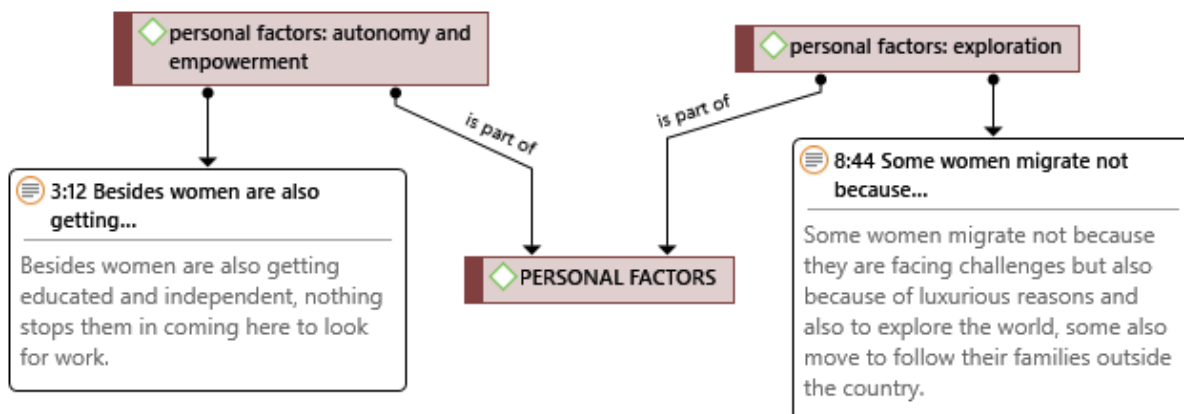 personal factors: autonomy and
empowerment
personal factors: exploration
is part of
is part of
3:12 Besides women are also
getting...
Besides women are also getting
educated and independent, nothing
stops them in coming here to look
for work.
8:44 Some women migrate not
because...
Some women migrate not because
they are facing challenges but also
because of luxurious reasons and
also to explore the world, some also
move to follow their families outside
the country.
PERSONAL FACTORS